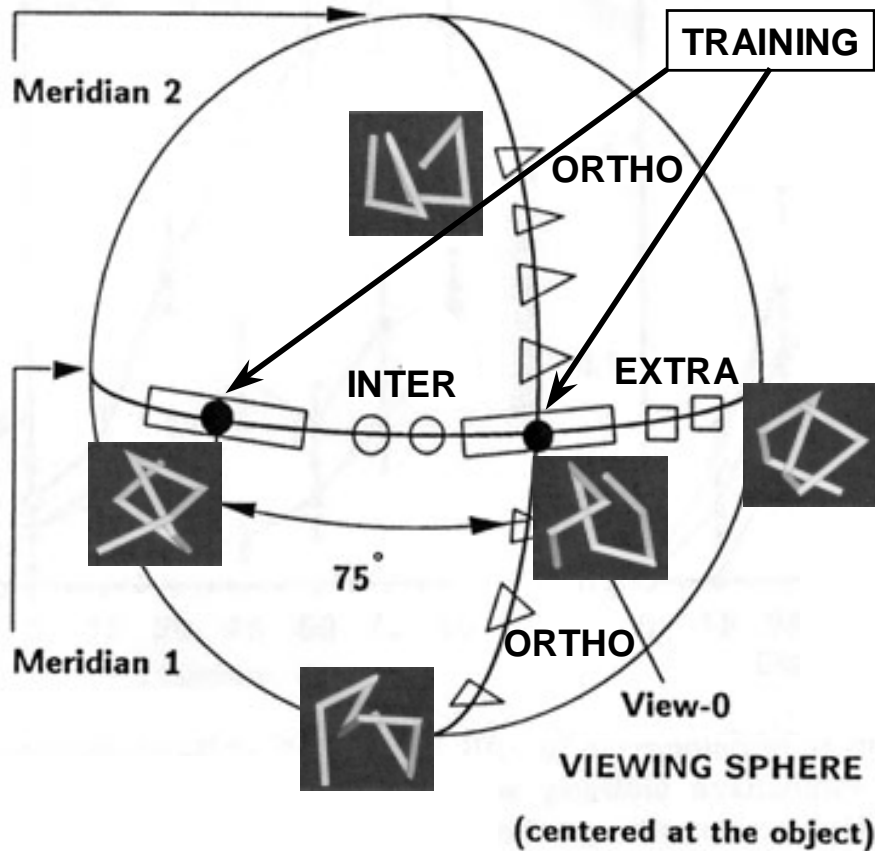 TRAINING
Meridian 2
ORTHO
INTER
EXTRA
75°
ORTHO
Meridian 1
View-0
VIEWING SPHERE
(centered at the object)